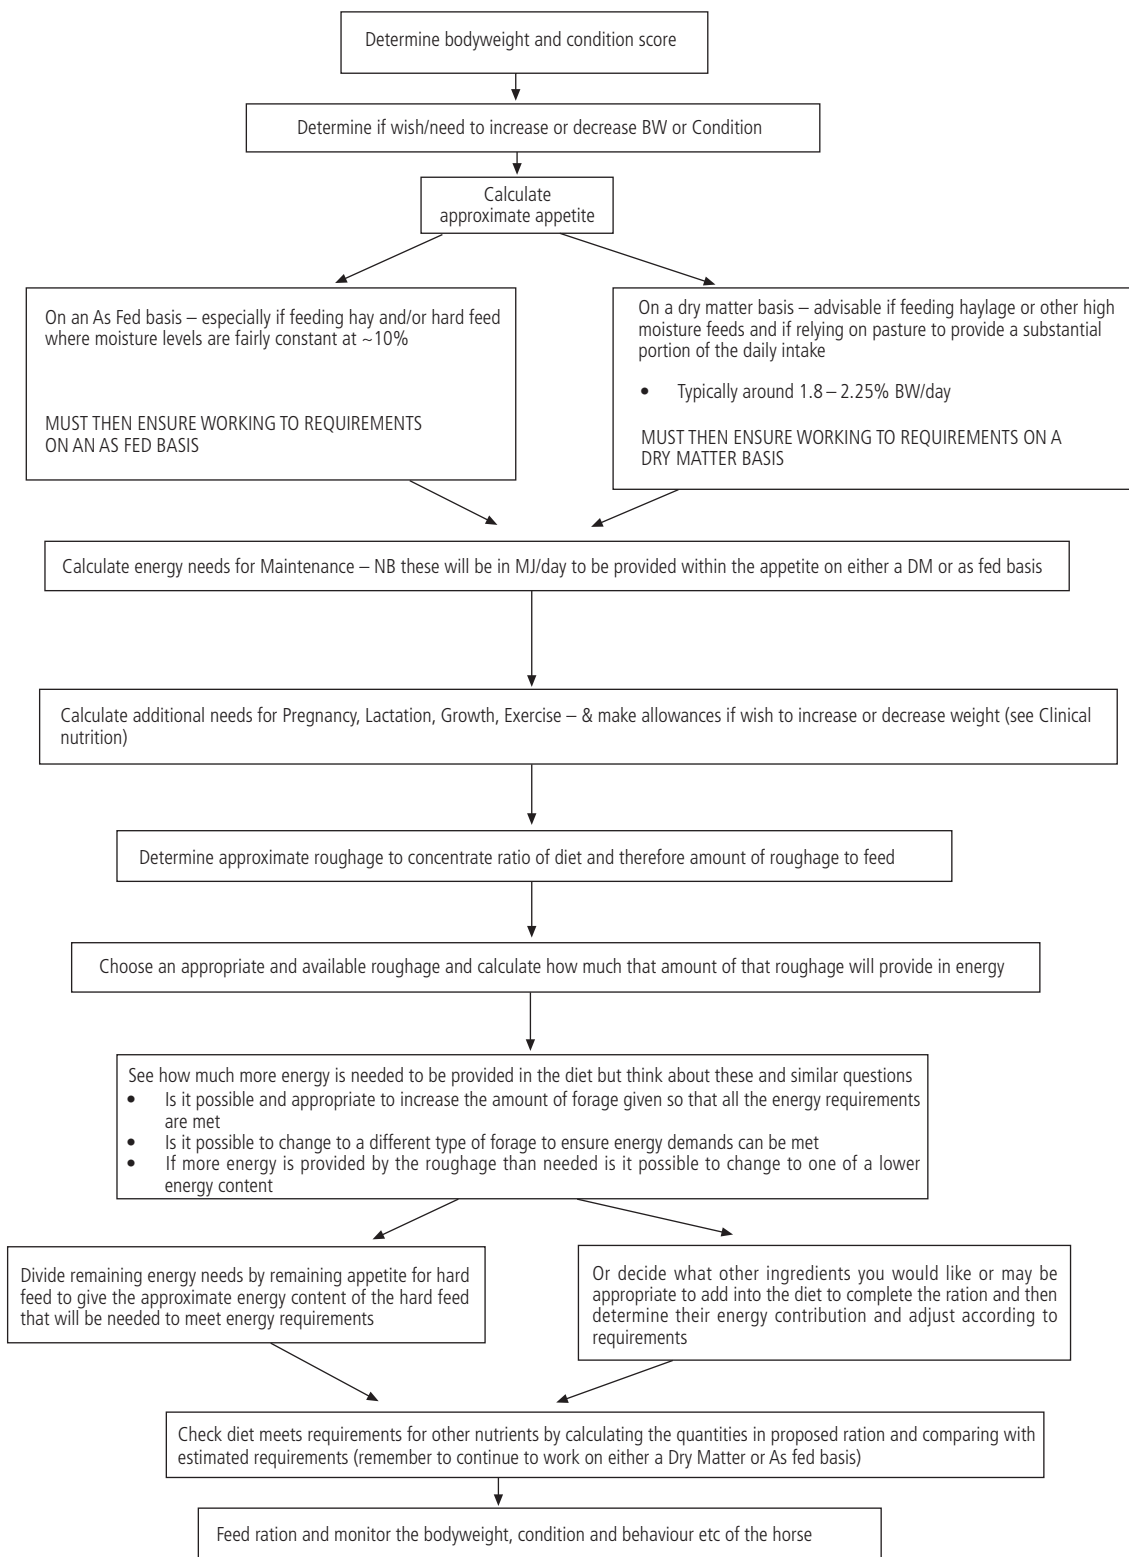 Determine bodyweight and condition score
Determine if wish/need to increase or decrease BW or Condition
Calculate
approximate appetite
On an As Fed basis – especially if feeding hay and/or hard feed
where moisture levels are fairly constant at ~10%
MUST THEN ENSURE WORKING TO REQUIREMENTS
ON AN AS FED BASIS
On a dry matter basis – advisable if feeding haylage or other high
moisture feeds and if relying on pasture to provide a substantial
portion of the daily intake
• Typically around 1.8 – 2.25% BW/day
MUST THEN ENSURE WORKING TO REQUIREMENTS ON A
DRY MATTER BASIS
Calculate energy needs for Maintenance – NB these will be in MJ/day to be provided within the appetite on either a DM or as fed basis
Calculate additional needs for Pregnancy, Lactation, Growth, Exercise – & make allowances if wish to increase or decrease weight (see Clinical
nutrition)
Determine approximate roughage to concentrate ratio of diet and therefore amount of roughage to feed
Choose an appropriate and available roughage and calculate how much that amount of that roughage will provide in energy
See how much more energy is needed to be provided in the diet but think about these and similar questions
• Is it possible and appropriate to increase the amount of forage given so that all the energy requirements
are met
• Is it possible to change to a different type of forage to ensure energy demands can be met
• If more energy is provided by the roughage than needed is it possible to change to one of a lower
energy content
Divide remaining energy needs by remaining appetite for hard
feed to give the approximate energy content of the hard feed
that will be needed to meet energy requirements
Or decide what other ingredients you would like or may be
appropriate to add into the diet to complete the ration and then
determine their energy contribution and adjust according to
requirements
Check diet meets requirements for other nutrients by calculating the quantities in proposed ration and comparing with
estimated requirements (remember to continue to work on either a Dry Matter or As fed basis)
Feed ration and monitor the bodyweight, condition and behaviour etc of the horse